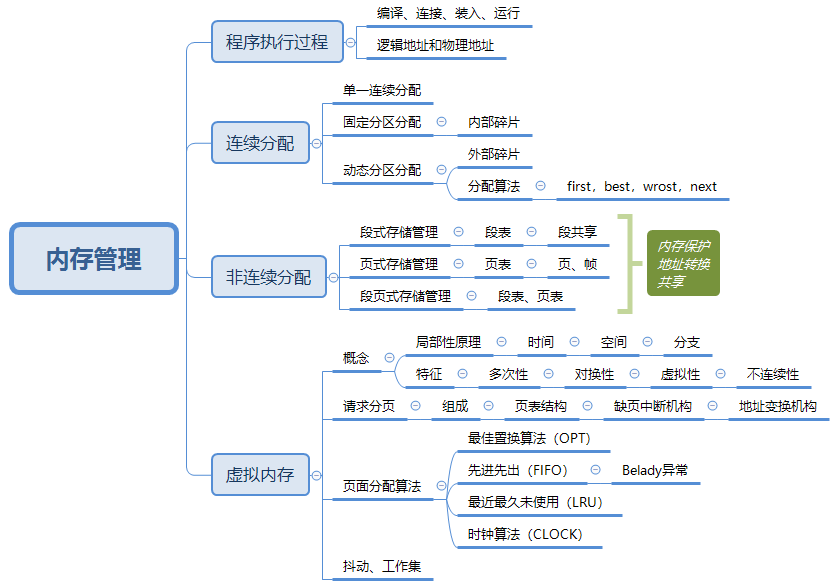 内存管理
程序执行过程
编译、连接、装入、运行
逻辑地址和物理地址
连续分配
单一连续分配
固定分区分配
内部碎片
动态分区分配
外部碎片
分配算法
first，best，wrost，next
非连续分配
段式存储管理
段表
段共享
页式存储管理
页表
页、帧
段页式存储管理
段表、页表
内存保护
地址转换
共享
虚拟内存
概念
局部性原理
时间
空间
分支
特征
多次性
对换性
虚拟性
不连续性
请求分页
组成
页表结构
缺页中断机构
地址变换机构
页面分配算法
最佳置换算法（OPT）
先进先出（FIFO）
Belady异常
最近最久未使用（LRU）
时钟算法（CLOCK）
抖动、工作集